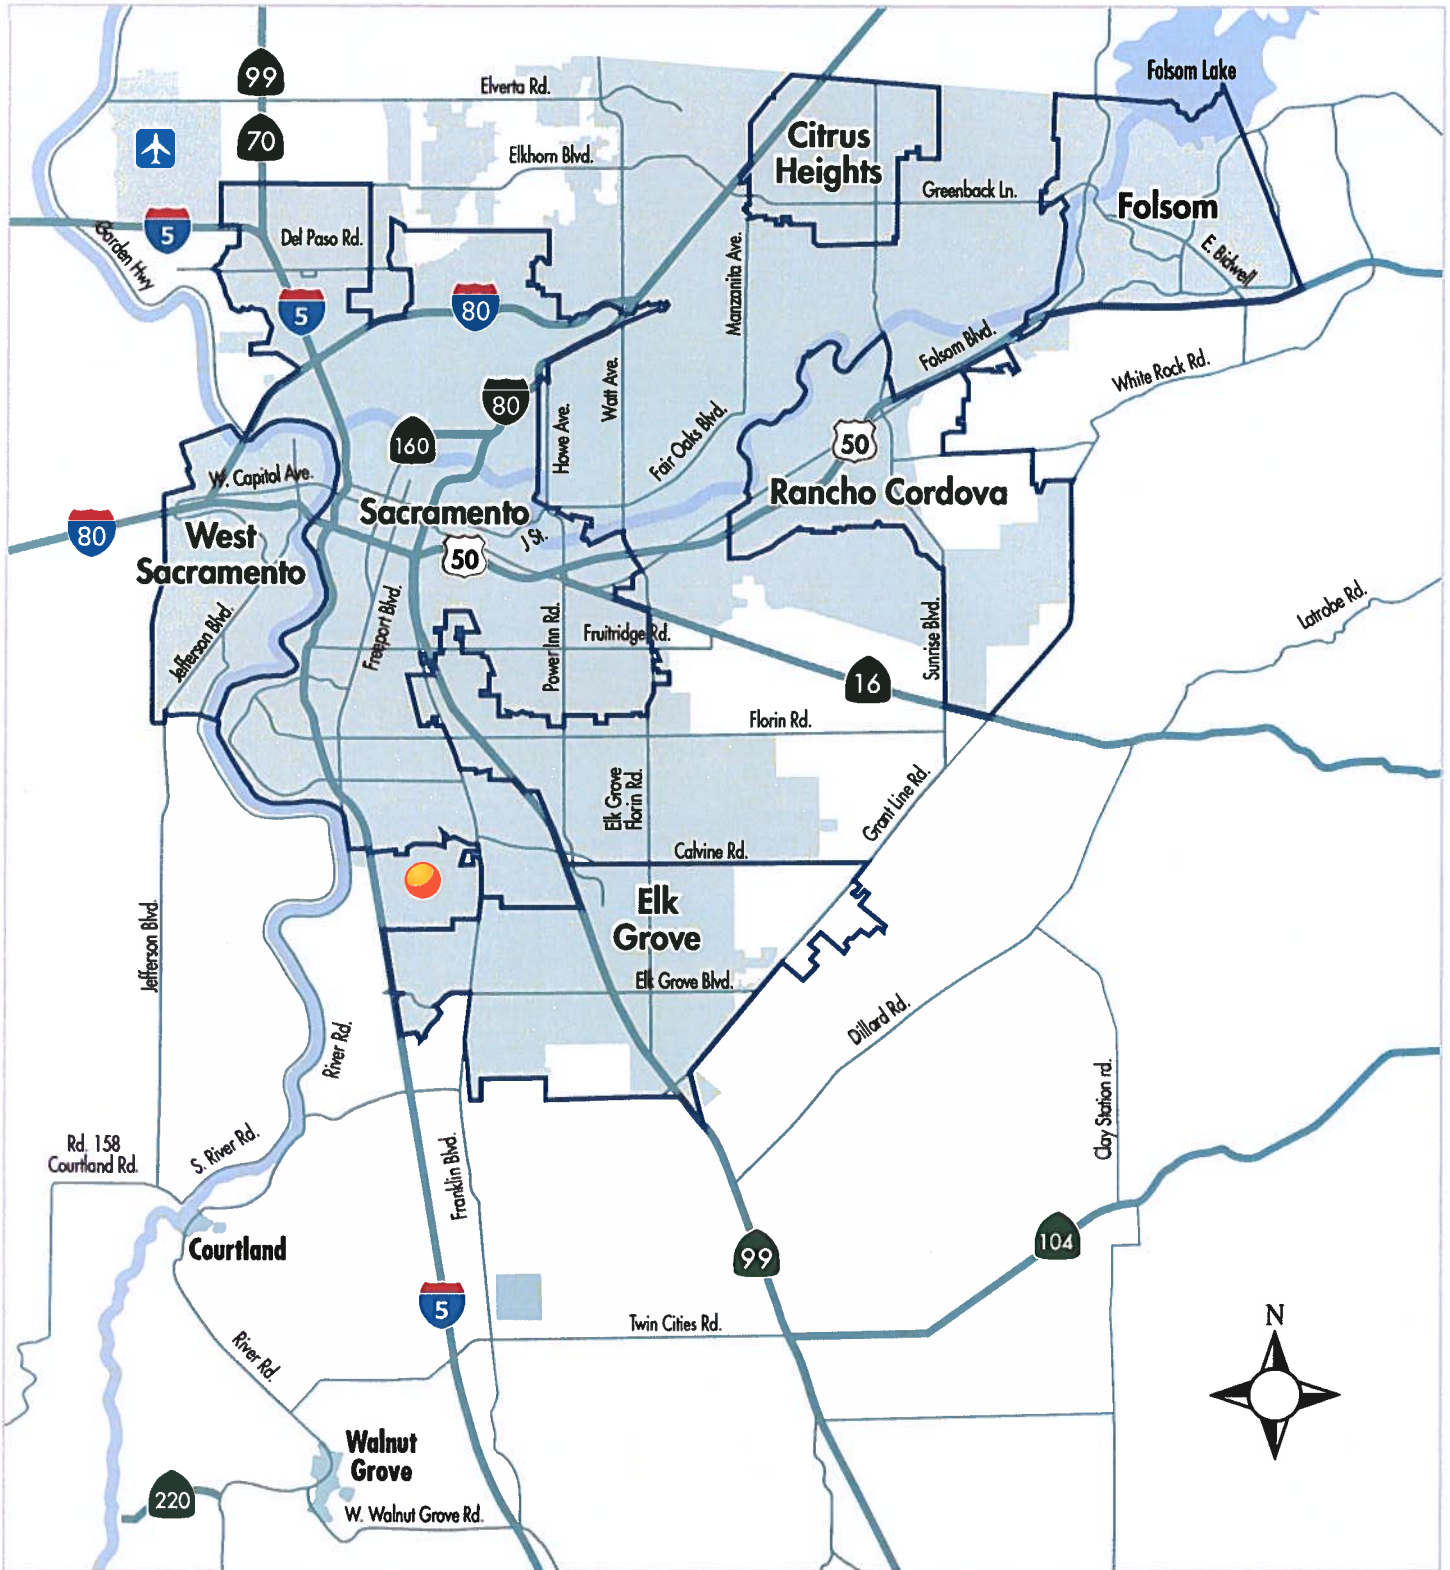 Folsom Lake
99
Elverta Rd.
70
Citrus
Heights
Elkhorn Blvd.
Greenback Ln.
Folsom
5
Garden Hwy
Del Paso Rd.
E. Bidwell
Manzanita Ave.
5
80
Folsom Blvd.
White Rock Rd.
Watt Ave.
80
Howe Ave.
Fair Oaks Blvd.
160
50
W. Capitol Ave.
Rancho Cordova
Sacramento
80
West
Sacramento
J St.
50
Jefferson Blvd.
Freeport Blvd.
Power Inn Rd.
Fruitridge Rd.
Sunrise Blvd.
Latrobe Rd.
16
Florin Rd.
Elk Grove
Florin Rd.
Grant Line Rd.
Calvine Rd.
Elk
Grove
Jefferson Blvd.
Elk Grove Blvd.
River Rd.
Dillard Rd.
Clay Station rd.
Rd. 158
Courtland Rd.
S. River Rd.
Franklin Blvd.
Courtland
99
104
5
Twin Cities Rd.
N
River Rd.
Walnut
Grove
220
W. Walnut Grove Rd.